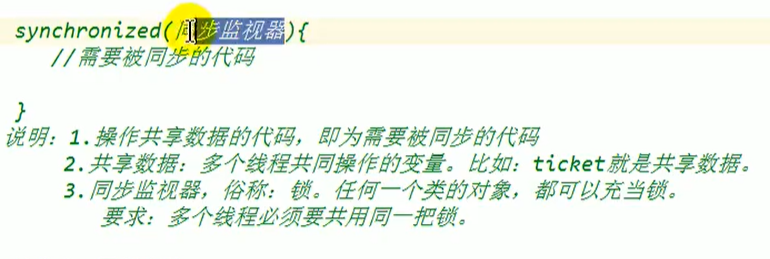 synchronized(同步监视器){
//需要被同步的代码
}
说明：1.操作共享数据的代码，即为需要被同步的代码
2.共享数据：多个线程共同操作的变量。比如：ticket就是共享数据。
3.同步监视器，俗称：锁。任何一个类的对象，都可以充当锁。
要求：多个线程必须要共用同一把锁。